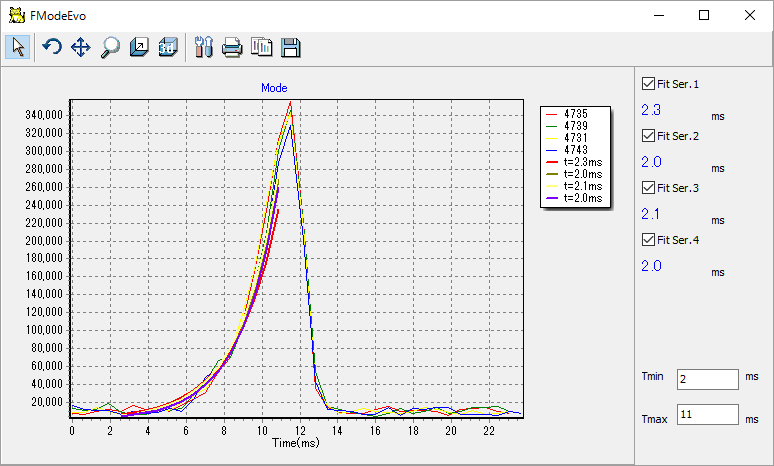 FModeEvo
3D
Mode
340,000
320,000
300,000
280,000
260,000
240,000
220,000
200,000
180,000
160,000
140,000
120,000
100,000
80,000
60,000
40,000
20,000
0 2 4 6 8 10 12 14 16 18 20 22
Time(ms)
4735
4739
4731
4743
t=2.3ms
t=2.0ms
t=2.1ms
t=2.0ms
Fit Ser.1
2.3 ms
Fit Ser.2
2.0 ms
Fit Ser.3
2.1 ms
Fit Ser.4
2.0 ms
Tmin 2 ms
Tmax 11 ms